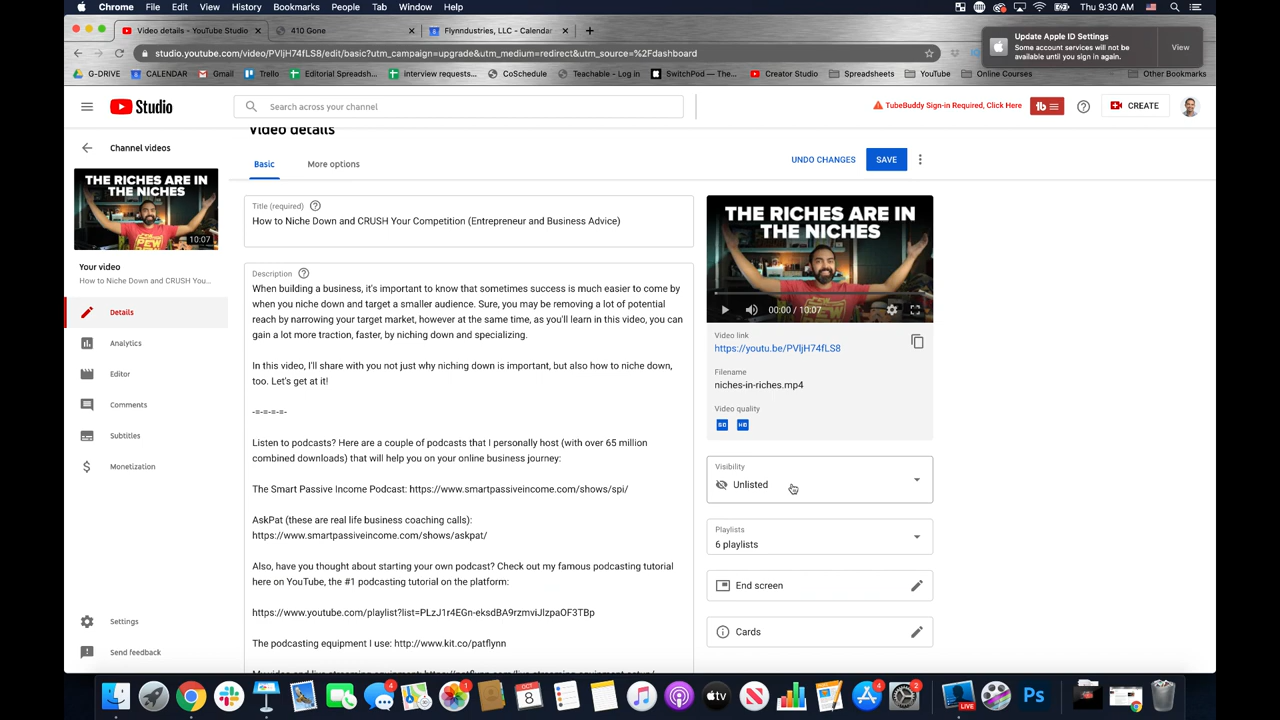 Chrome File Edit View History Bookmarks People Tab Window Help
Thu 9:30 AM
Video details - YouTube Studio
410 Gone
Flynndustries, LLC - Calendar
studio.youtube.com/video/PVljH74fLS8/edit/basic?utm_campaign=upgrade&utm_medium=redirect&utm_source=%2Fdashboard
Update Apple ID Settings
Some account services will not be
available until you sign in again.
View
G-DRIVE CALENDAR Gmail Trello Editorial Spreadsh... interview requests... CoSchedule Teachable - Log in SwitchPod — The... Creator Studio Spreadsheets YouTube Online Courses Other Bookmarks
Studio
Search across your channel
TubeBuddy Sign-in Required, Click Here
tb
CREATE
Channel videos
THE RICHES ARE IN
THE NICHES
10:07
Your video
How to Niche Down and CRUSH You...
Details
Analytics
Editor
Comments
Subtitles
Monetization
Settings
Send feedback
Video details
Basic More options
UNDO CHANGES SAVE
Title (required)
How to Niche Down and CRUSH Your Competition (Entrepreneur and Business Advice)
Description
When building a business, it's important to know that sometimes success is much easier to come by
when you niche down and target a smaller audience. Sure, you may be removing a lot of potential
reach by narrowing your target market, however at the same time, as you'll learn in this video, you can
gain a lot more traction, faster, by niching down and specializing.
In this video, I'll share with you not just why niching down is important, but also how to niche down,
too. Let's get at it!
-=-=-=-=-
Listen to podcasts? Here are a couple of podcasts that I personally host (with over 65 million
combined downloads) that will help you on your online business journey:
The Smart Passive Income Podcast: https://www.smartpassiveincome.com/shows/spi/
AskPat (these are real life business coaching calls):
https://www.smartpassiveincome.com/shows/askpat/
Also, have you thought about starting your own podcast? Check out my famous podcasting tutorial
here on YouTube, the #1 podcasting tutorial on the platform:
https://www.youtube.com/playlist?list=PLzJ1r4EGn-eksdBA9rzmviJlzpaOF3TBp
The podcasting equipment I use: http://www.kit.co/patflynn
THE RICHES ARE IN
THE NICHES
00:00 / 10:07
Video link
https://youtu.be/PVljH74fLS8
Filename
niches-in-riches.mp4
Video quality
SD HD
Visibility
Unlisted
Playlists
6 playlists
End screen
Cards
4
1
OCT
8
tv
4
2
LIVE
Ps